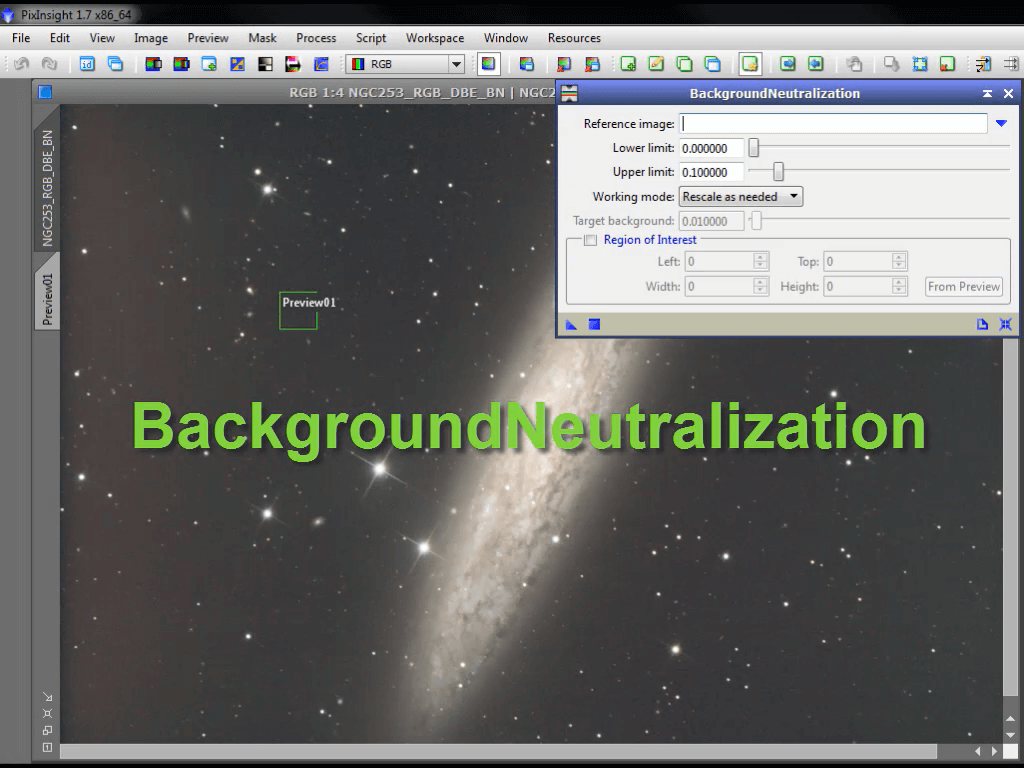 PixInsight 1.7 x86_64
File Edit View Image Preview Mask Process Script Workspace Window Resources
RGB
RGB 1:4 NGC253_RGB_DBE_BN | NGC2
BackgroundNeutralization
Reference image:
Lower limit: 0.000000
Upper limit: 0.100000
Working mode: Rescale as needed
Target background: 0.010000
Region of Interest
Left: 0 Top: 0
Width: 0 Height: 0 From Preview
NGC253_RGB_DBE_BN
Preview01
Preview01
BackgroundNeutralization